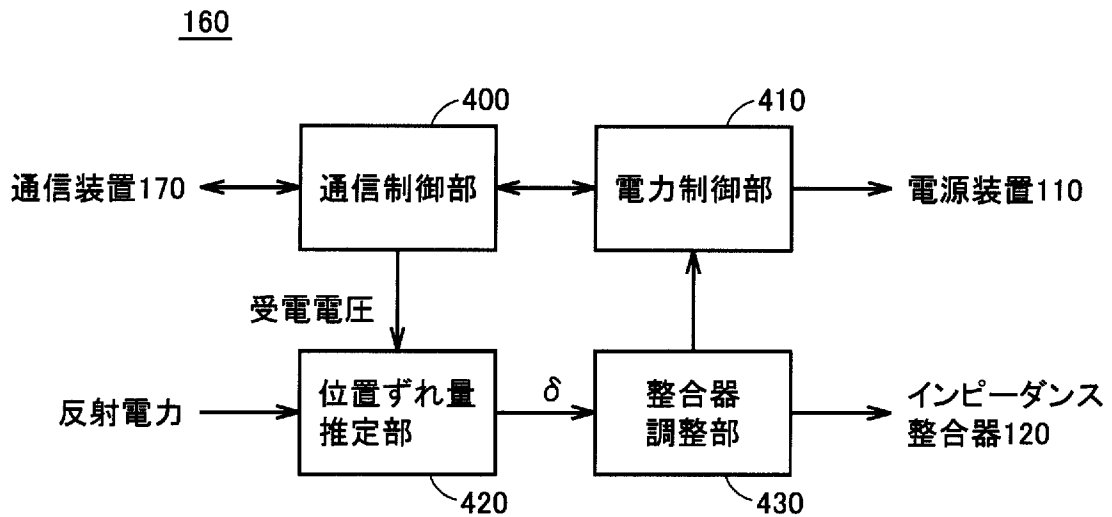 160
400
410
通信装置170
通信制御部
電力制御部
電源装置110
受電電圧
反射電力
位置ずれ量
推定部
δ
整合器
調整部
インピーダンス
整合器120
420
430